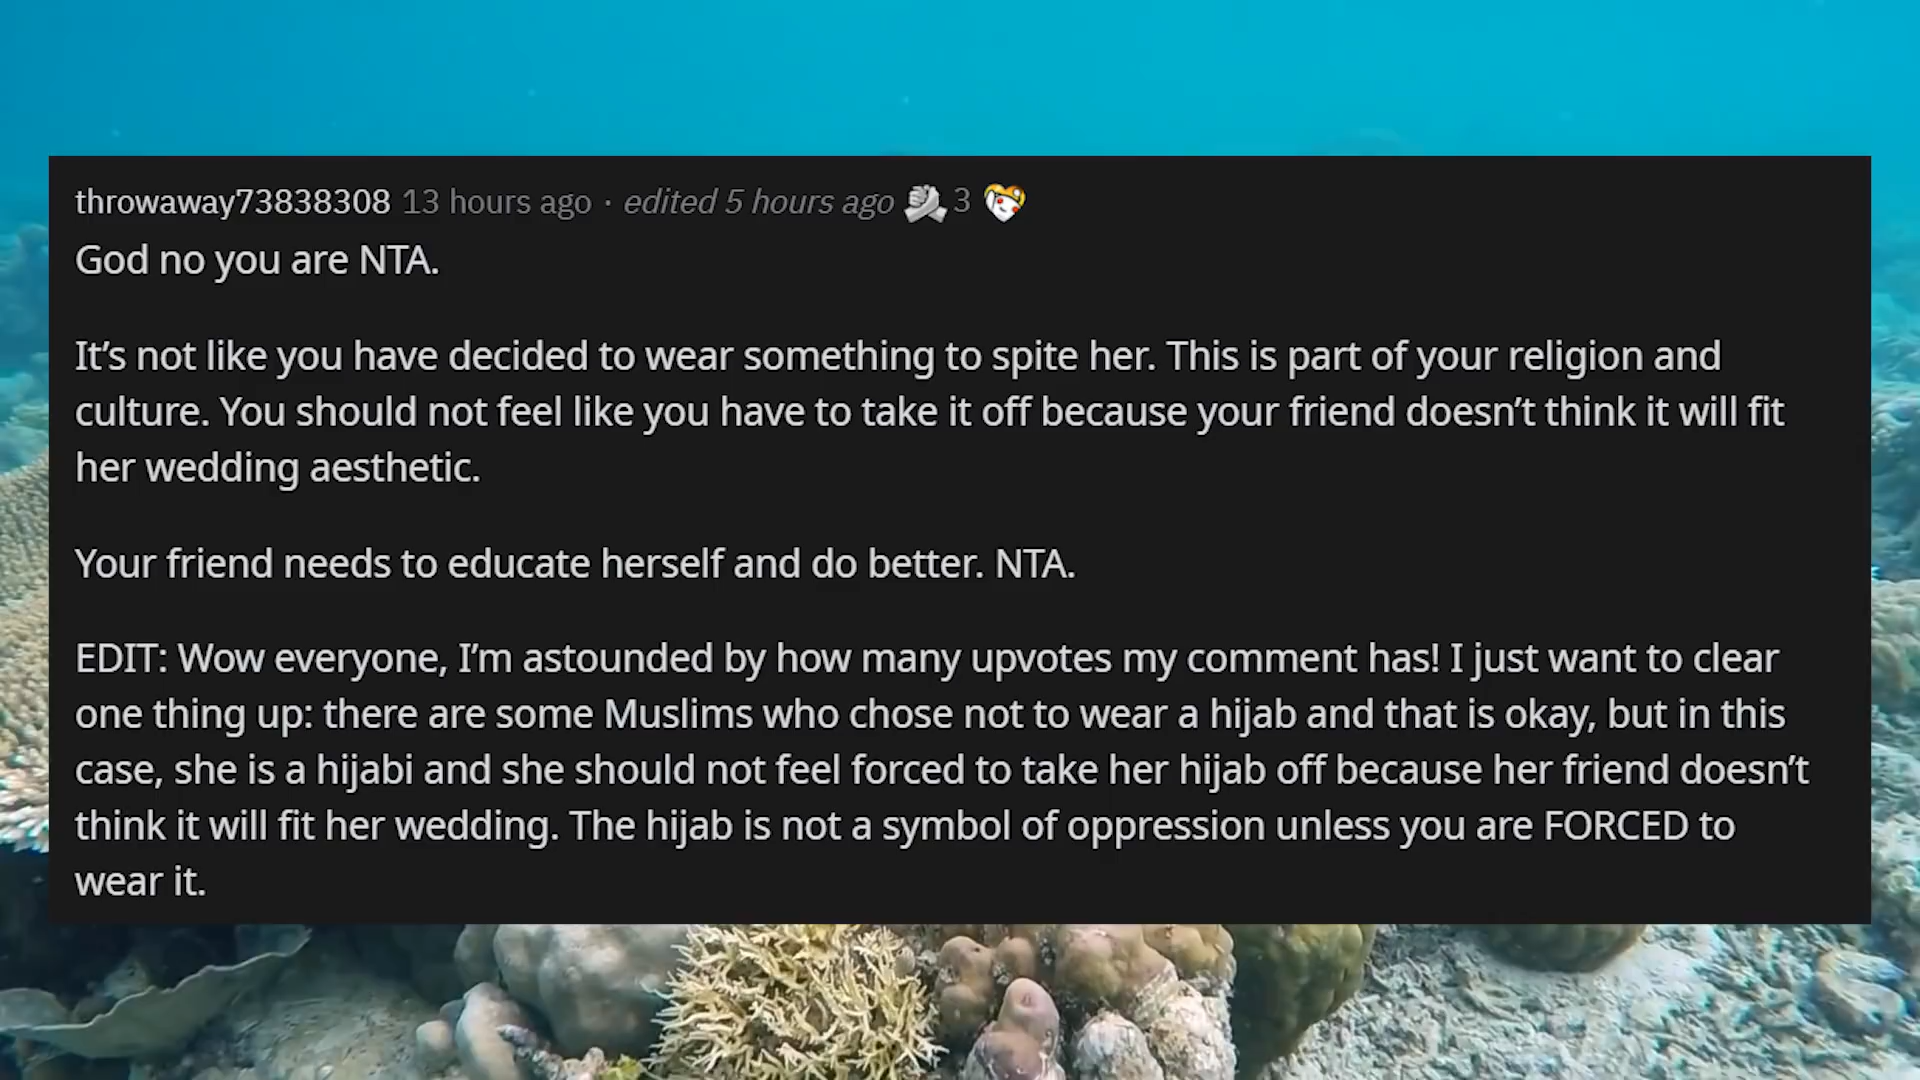 throwaway73838308 13 hours ago · edited 5 hours ago 3
God no you are NTA.
It’s not like you have decided to wear something to spite her. This is part of your religion and
culture. You should not feel like you have to take it off because your friend doesn’t think it will fit
her wedding aesthetic.
Your friend needs to educate herself and do better. NTA.
EDIT: Wow everyone, I’m astounded by how many upvotes my comment has! I just want to clear
one thing up: there are some Muslims who chose not to wear a hijab and that is okay, but in this
case, she is a hijabi and she should not feel forced to take her hijab off because her friend doesn’t
think it will fit her wedding. The hijab is not a symbol of oppression unless you are FORCED to
wear it.